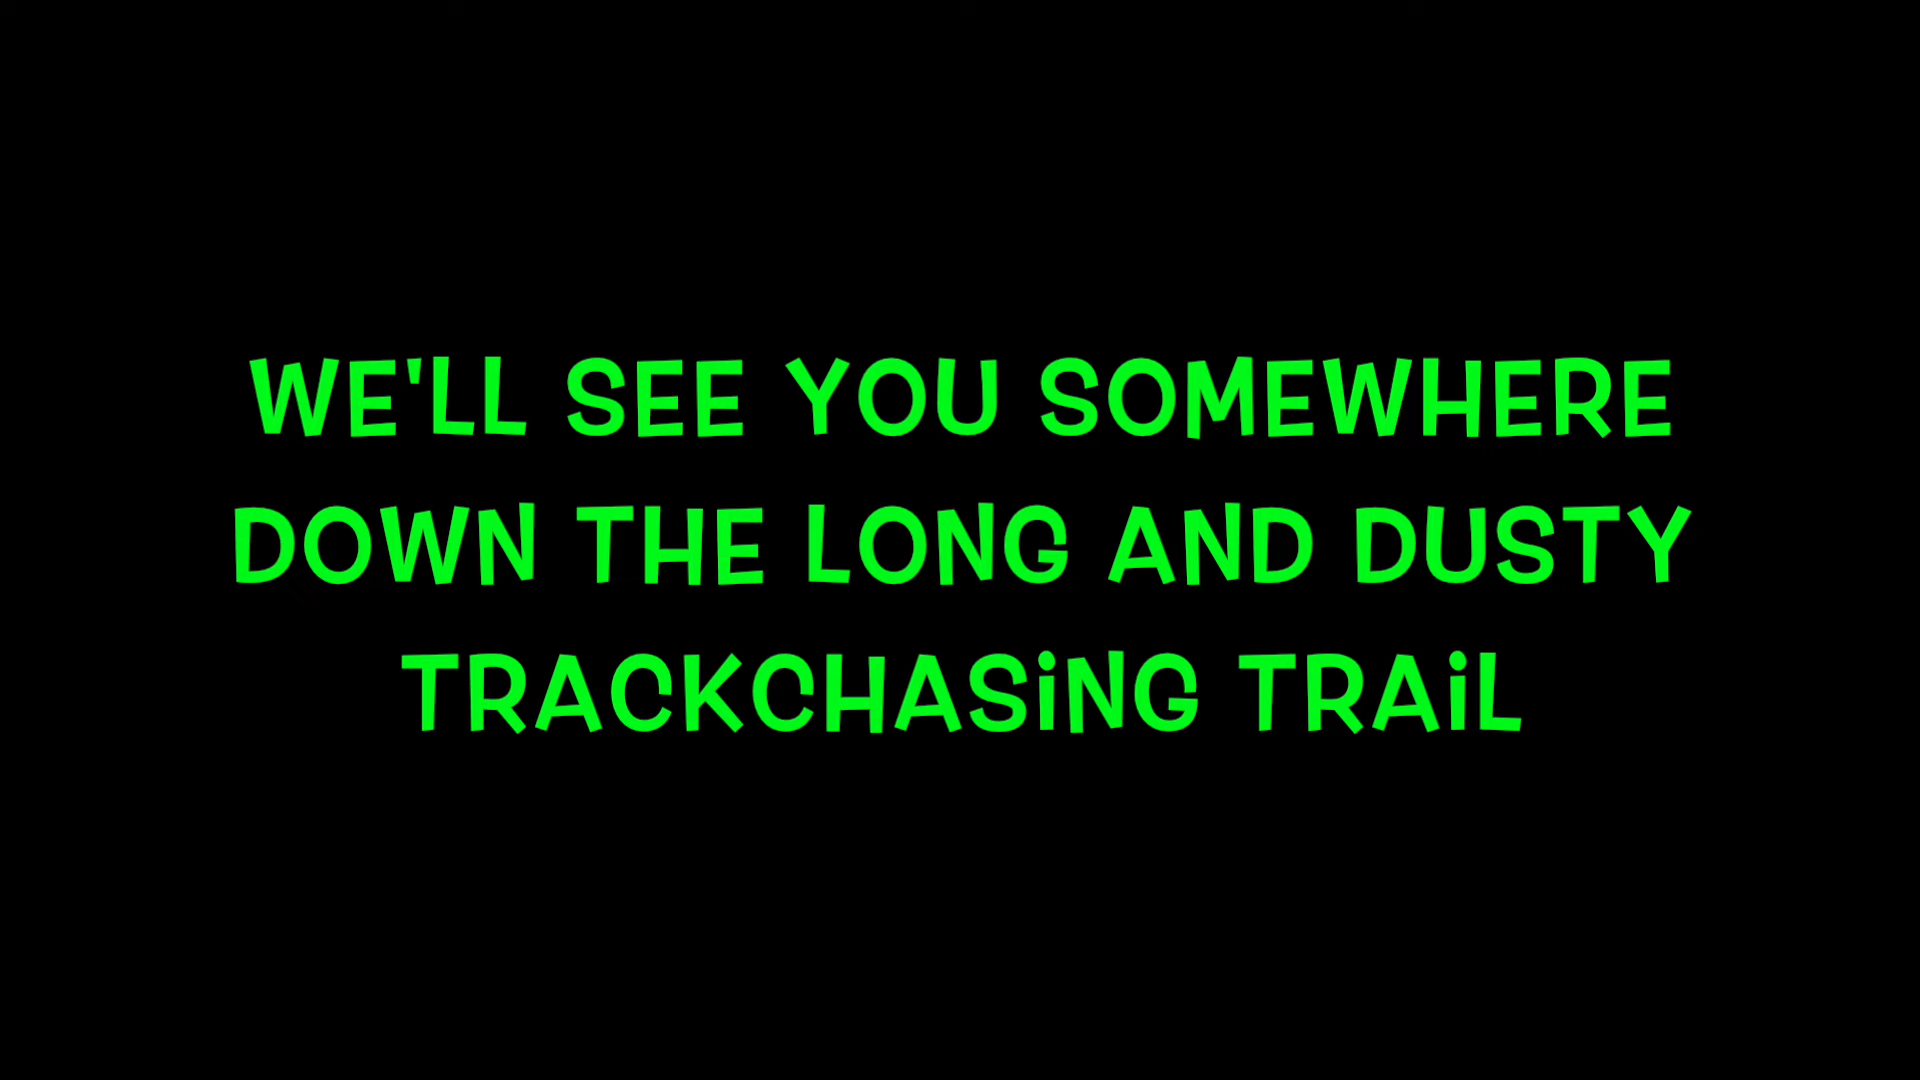 WE'LL SEE YOU SOMEWHERE
DOWN THE LONG AND DUSTY
TRACKCHASiNG TRAiL